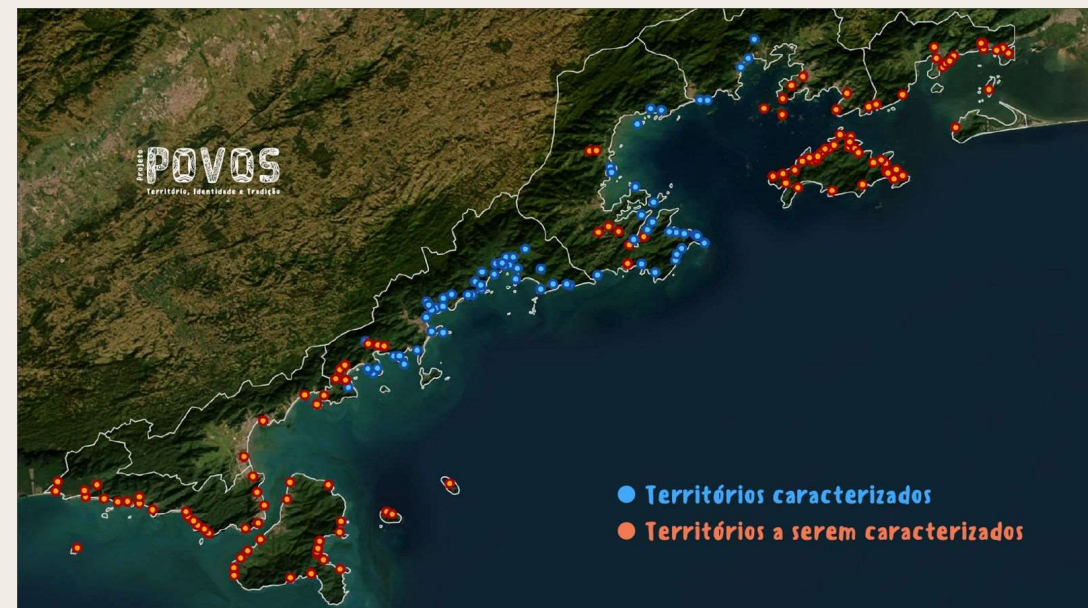 Projeto
POVOS
Território, Identidade e Tradição
Territórios caracterizados
Territórios a serem caracterizados